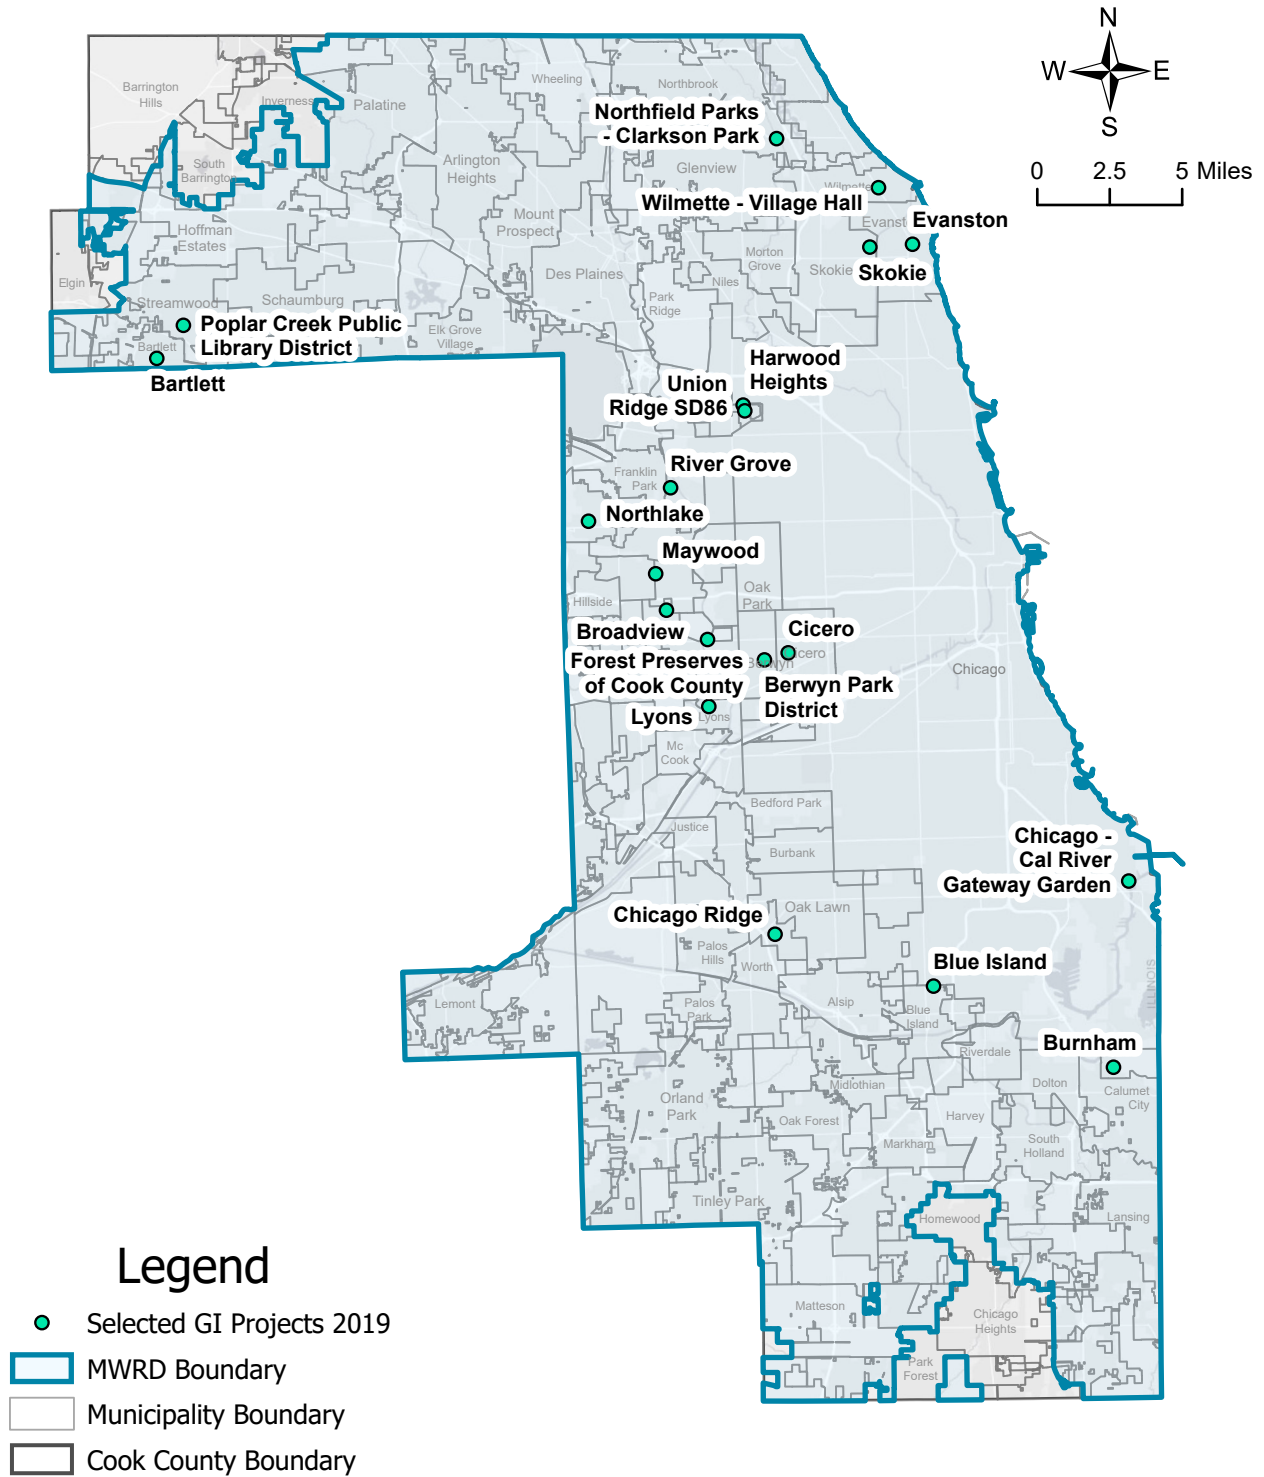 N
W
E
S
0
2.5
5 Miles
Barrington
Hills
Inverness
Palatine
Wheeling
Northbrook
Northfield Parks
- Clarkson Park
South
Barrington
Arlington
Heights
Glenview
Wilmette
Wilmette - Village Hall
Evanston
Hoffman
Estates
Mount
Prospect
Morton
Grove
Skokie
Skokie
Elgin
Des Plaines
Niles
Streamwood
Schaumburg
Park
Ridge
Poplar Creek Public
Library District
Elk Grove
Village
Bartlett
Bartlett
Harwood
Heights
Union
Ridge SD86
River Grove
Franklin
Park
Northlake
Maywood
Oak
Park
Hillside
Broadview
Cicero
Forest Preserves
of Cook County
Berwyn
Berwyn Park
District
Chicago
Lyons
Lyons
Mc
Cook
Bedford Park
Justice
Burbank
Chicago -
Cal River
Gateway Garden
Oak Lawn
Chicago Ridge
Palos
Hills
Worth
Blue Island
ILLINOIS
Lemont
Palos
Park
Alsip
Blue
Island
Riverdale
Burnham
Midlothian
Dolton
Calumet
City
Orland
Park
Oak Forest
Harvey
Markham
South
Holland
Tinley Park
Homewood
Lansing
Matteson
Chicago
Heights
Park
Forest
Legend
Selected GI Projects 2019
MWRD Boundary
Municipality Boundary
Cook County Boundary